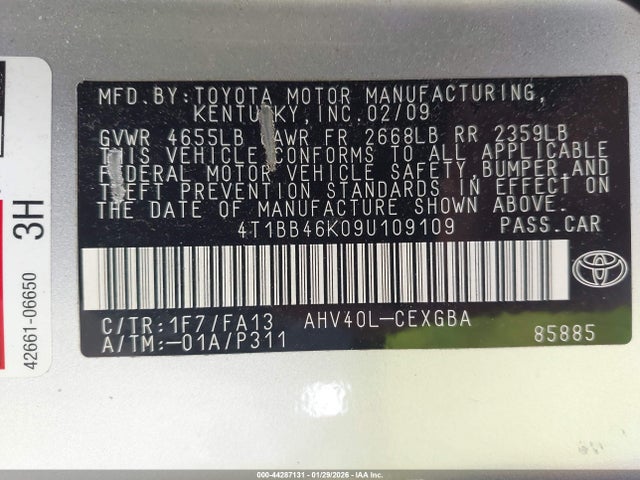 MFD. BY: TOYOTA MOTOR MANUFACTURING,
KENTUCKY, INC. 02/09
GVWR 4655LB GAWR FR 2668LB RR 2359LB
THIS VEHICLE CONFORMS TO ALL APPLICABLE
FEDERAL MOTOR VEHICLE SAFETY, BUMPER, AND
THEFT PREVENTION STANDARDS IN EFFECT ON
THE DATE OF MANUFACTURE SHOWN ABOVE.
4T1BB46K09U109109 PASS. CAR
C/TR: 1F7/FA13 AHV40L-CEXGBA
A/TM: -01A/P311 85885
42661-06650 3H
000-44287131 - 01/29/2026 - IAAI, Inc.